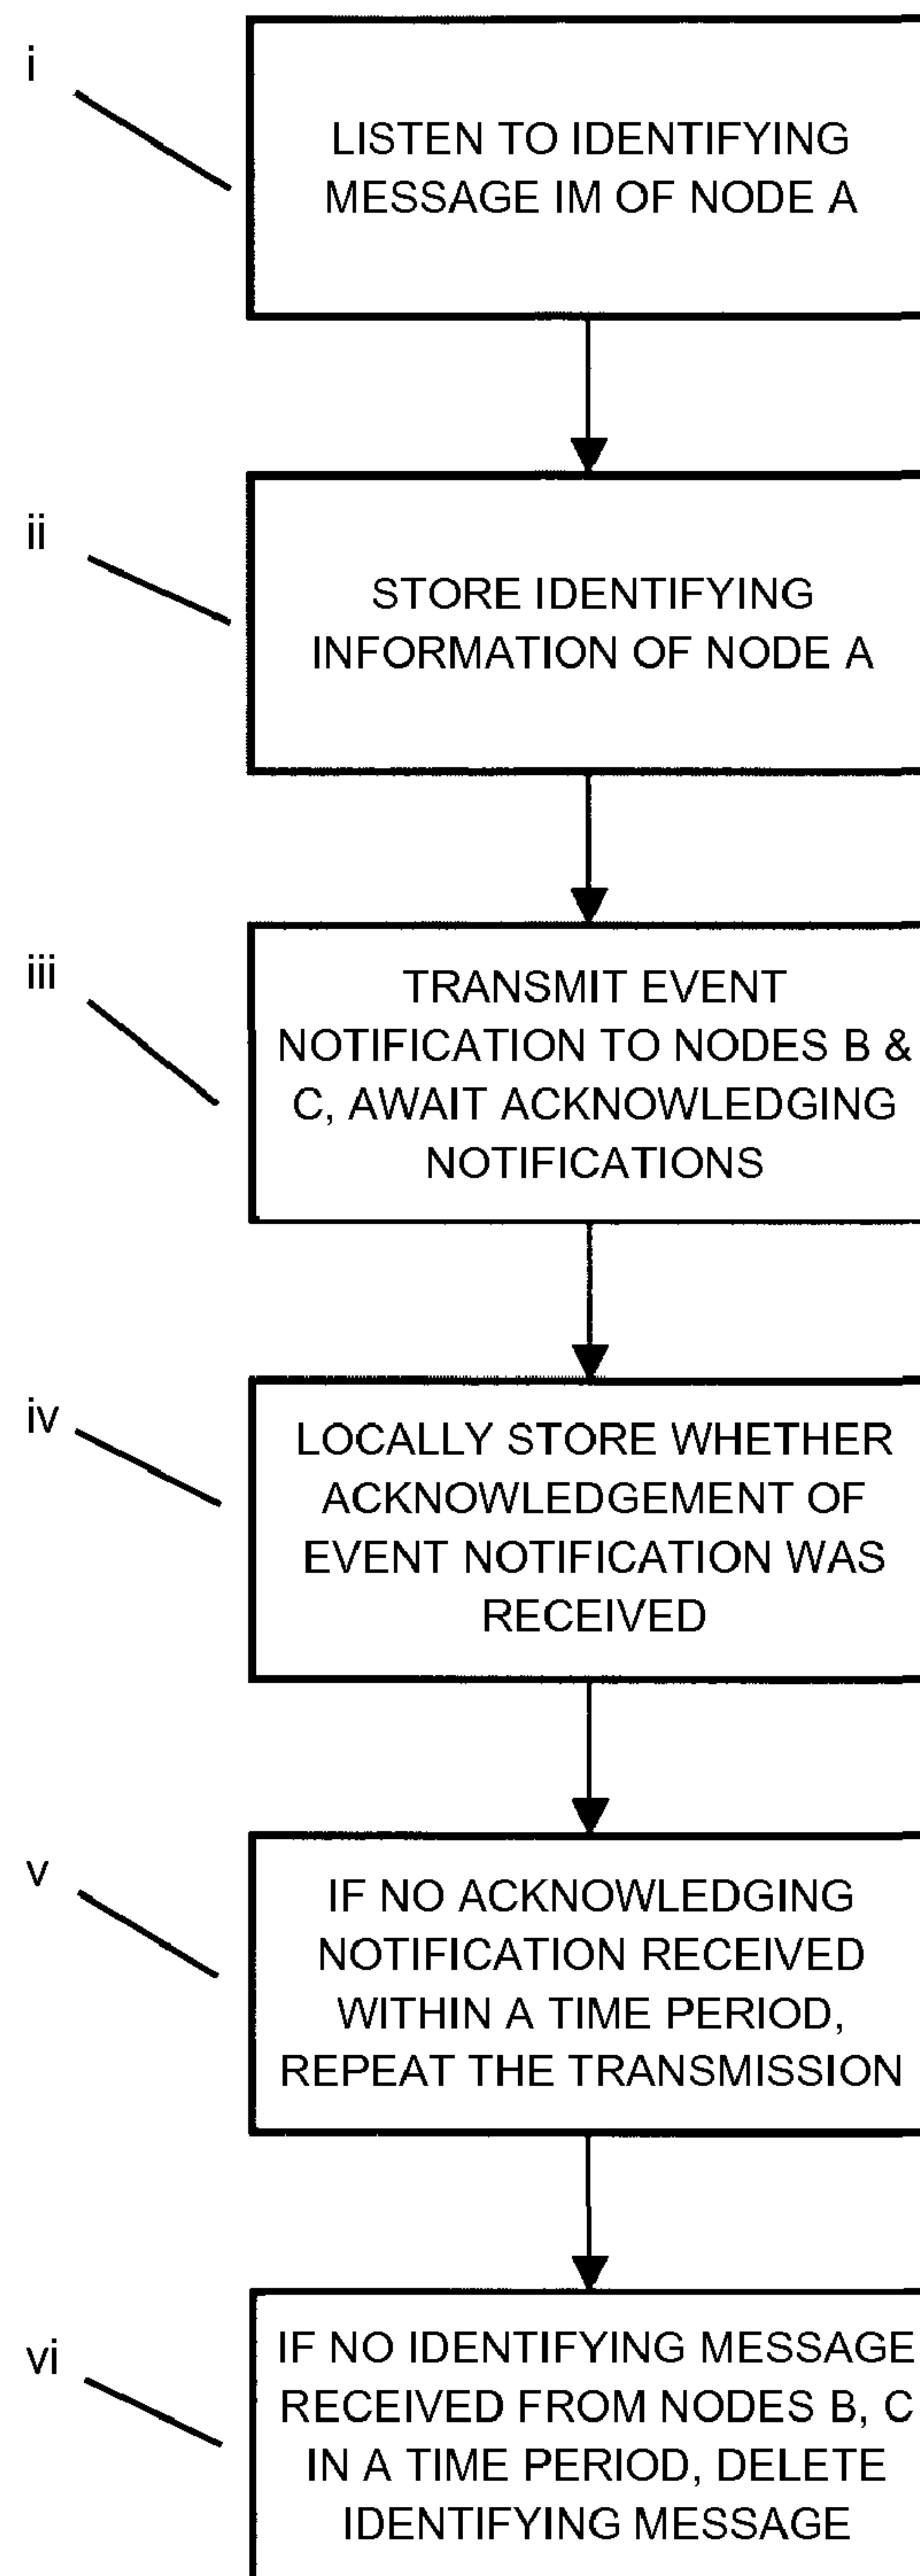 i
LISTEN TO IDENTIFYING
MESSAGE IM OF NODE A
ii
STORE IDENTIFYING
INFORMATION OF NODE A
iii
TRANSMIT EVENT
NOTIFICATION TO NODES B &
C, AWAIT ACKNOWLEDGING
NOTIFICATIONS
iv
LOCALLY STORE WHETHER
ACKNOWLEDGEMENT OF
EVENT NOTIFICATION WAS
RECEIVED
v
IF NO ACKNOWLEDGING
NOTIFICATION RECEIVED
WITHIN A TIME PERIOD,
REPEAT THE TRANSMISSION
vi
IF NO IDENTIFYING MESSAGE
RECEIVED FROM NODES B, C
IN A TIME PERIOD, DELETE
IDENTIFYING MESSAGE